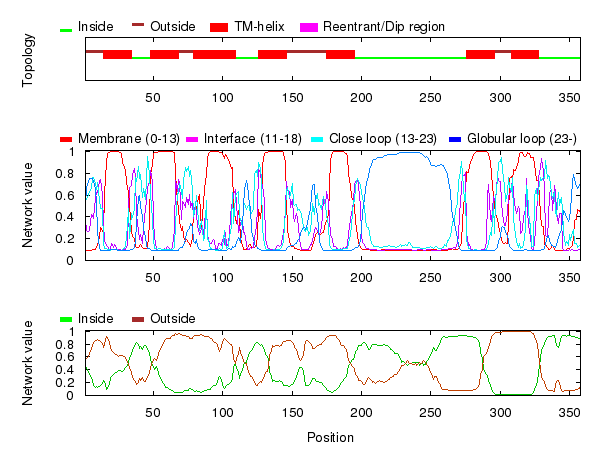 Inside Outside TM-helix Reentrant/Dip region
Topology
50 100 150 200 250 300 350
Membrane (0-13) Interface (11-18) Close loop (13-23) Globular loop (23-)
Network value
1
0.8
0.6
0.4
0.2
0
50 100 150 200 250 300 350
Inside Outside
Network value
1
0.8
0.6
0.4
0.2
0
50 100 150 200 250 300 350
Position